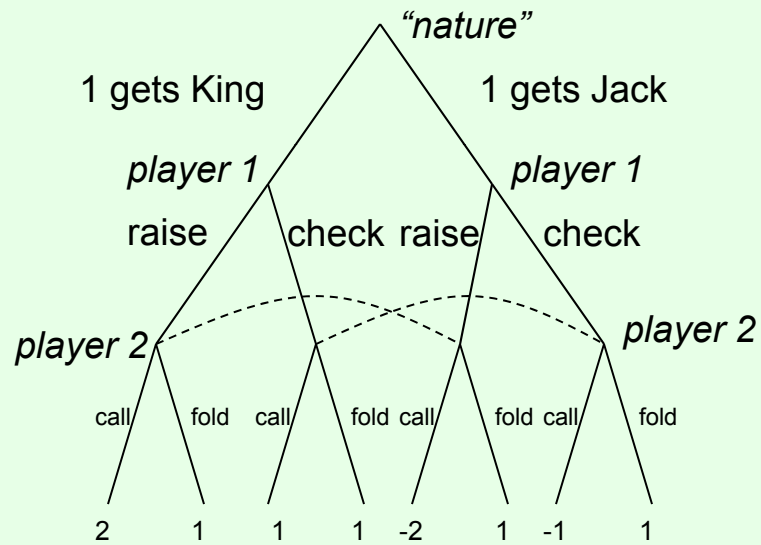 “nature”
1 gets King 1 gets Jack
player 1 player 1
raise check raise check
player 2 player 2
call fold call fold call fold call fold
2 1 1 1 -2 1 -1 1